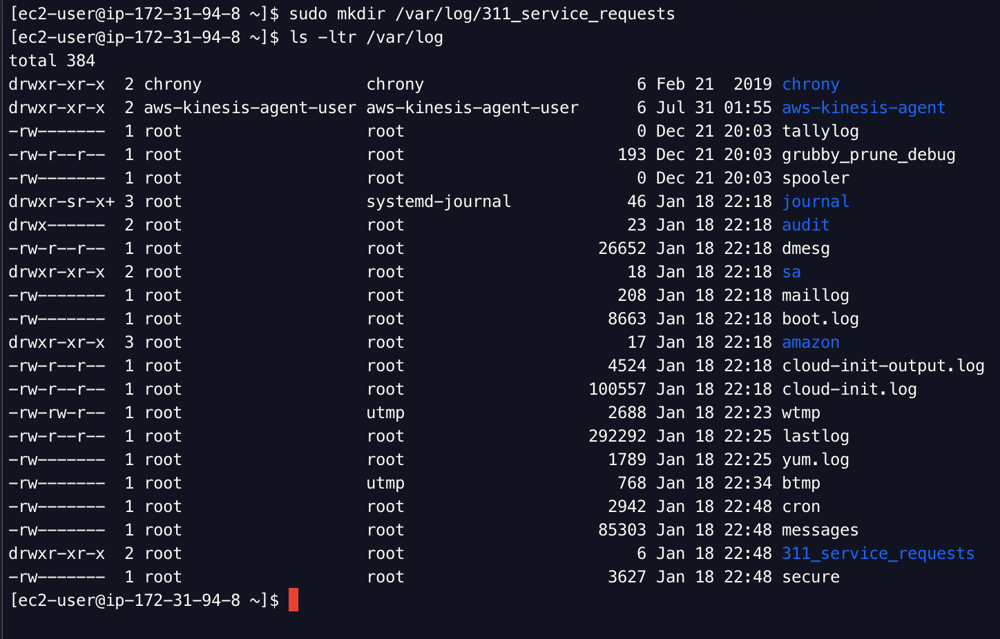 [ec2-user@ip-172-31-94-8 ~]$ sudo mkdir /var/log/311_service_requests
[ec2-user@ip-172-31-94-8 ~]$ ls -ltr /var/log
total 384
drwxr-xr-x  2 chrony                 chrony                      6 Feb 21  2019 chrony
drwxr-xr-x  2 aws-kinesis-agent-user aws-kinesis-agent-user      6 Jul 31 01:55 aws-kinesis-agent
-rw-------  1 root                   root                        0 Dec 21 20:03 tallylog
-rw-r--r--  1 root                   root                      193 Dec 21 20:03 grubby_prune_debug
-rw-------  1 root                   root                        0 Dec 21 20:03 spooler
drwxr-sr-x+ 3 root                   systemd-journal            46 Jan 18 22:18 journal
drwx------  2 root                   root                       23 Jan 18 22:18 audit
-rw-r--r--  1 root                   root                    26652 Jan 18 22:18 dmesg
drwxr-xr-x  2 root                   root                       18 Jan 18 22:18 sa
-rw-------  1 root                   root                      208 Jan 18 22:18 maillog
-rw-------  1 root                   root                     8663 Jan 18 22:18 boot.log
drwxr-xr-x  3 root                   root                       17 Jan 18 22:18 amazon
-rw-r--r--  1 root                   root                     4524 Jan 18 22:18 cloud-init-output.log
-rw-r--r--  1 root                   root                   100557 Jan 18 22:18 cloud-init.log
-rw-rw-r--  1 root                   utmp                     2688 Jan 18 22:23 wtmp
-rw-r--r--  1 root                   root                   292292 Jan 18 22:25 lastlog
-rw-------  1 root                   root                     1789 Jan 18 22:25 yum.log
-rw-------  1 root                   utmp                      768 Jan 18 22:34 btmp
-rw-------  1 root                   root                     2942 Jan 18 22:48 cron
-rw-------  1 root                   root                    85303 Jan 18 22:48 messages
drwxr-xr-x  2 root                   root                        6 Jan 18 22:48 311_service_requests
-rw-------  1 root                   root                     3627 Jan 18 22:48 secure
[ec2-user@ip-172-31-94-8 ~]$